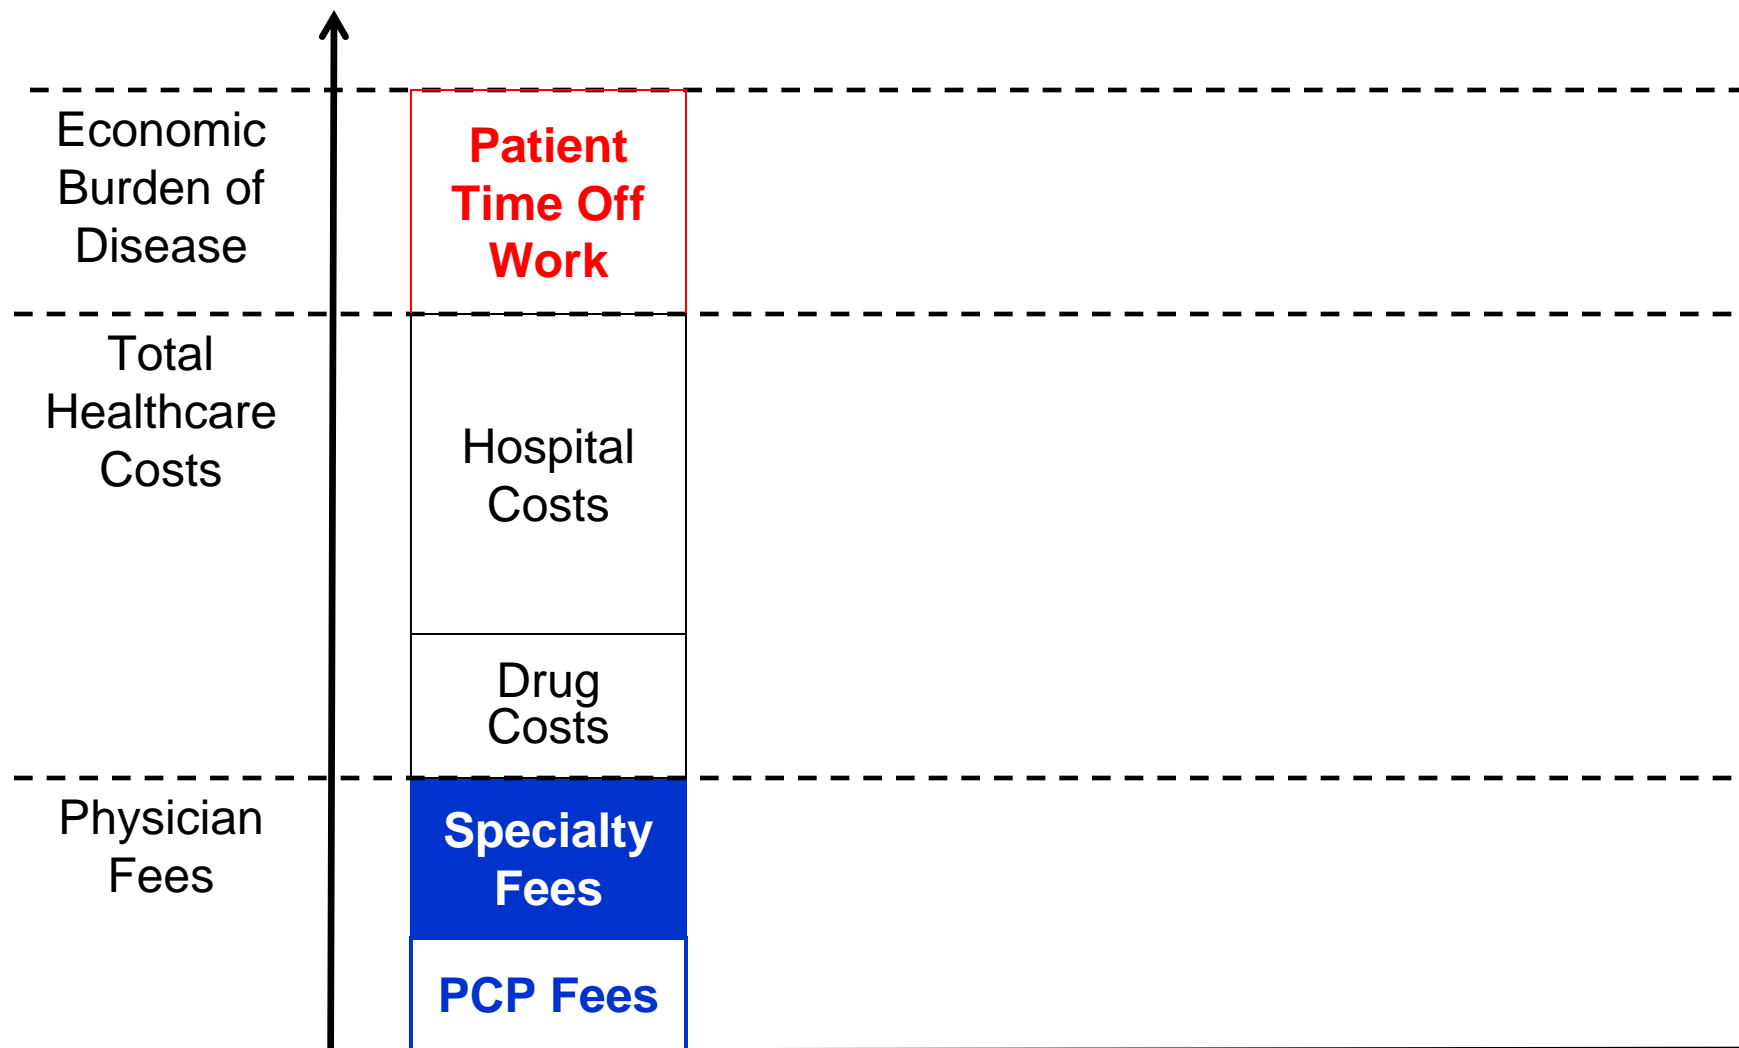 Economic
Burden of
Disease
Patient
Time Off
Work
Total
Healthcare
Costs
Hospital
Costs
Drug
Costs
Physician
Fees
Specialty
Fees
PCP Fees